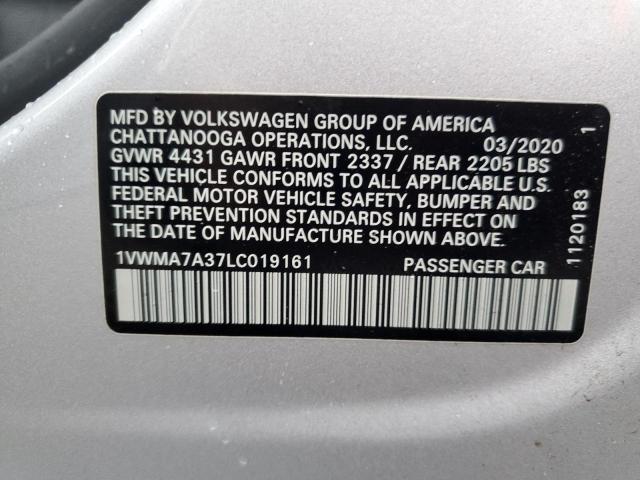 MFD BY VOLKSWAGEN GROUP OF AMERICA
CHATTANOOGA OPERATIONS, LLC. 03/2020
GVWR 4431 GAWR FRONT 2337 / REAR 2205 LBS
THIS VEHICLE CONFORMS TO ALL APPLICABLE U.S.
FEDERAL MOTOR VEHICLE SAFETY, BUMPER AND
THEFT PREVENTION STANDARDS IN EFFECT ON
THE DATE OF MANUFACTURE SHOWN ABOVE.
1VWMA7A37LC019161 PASSENGER CAR
1120183 1